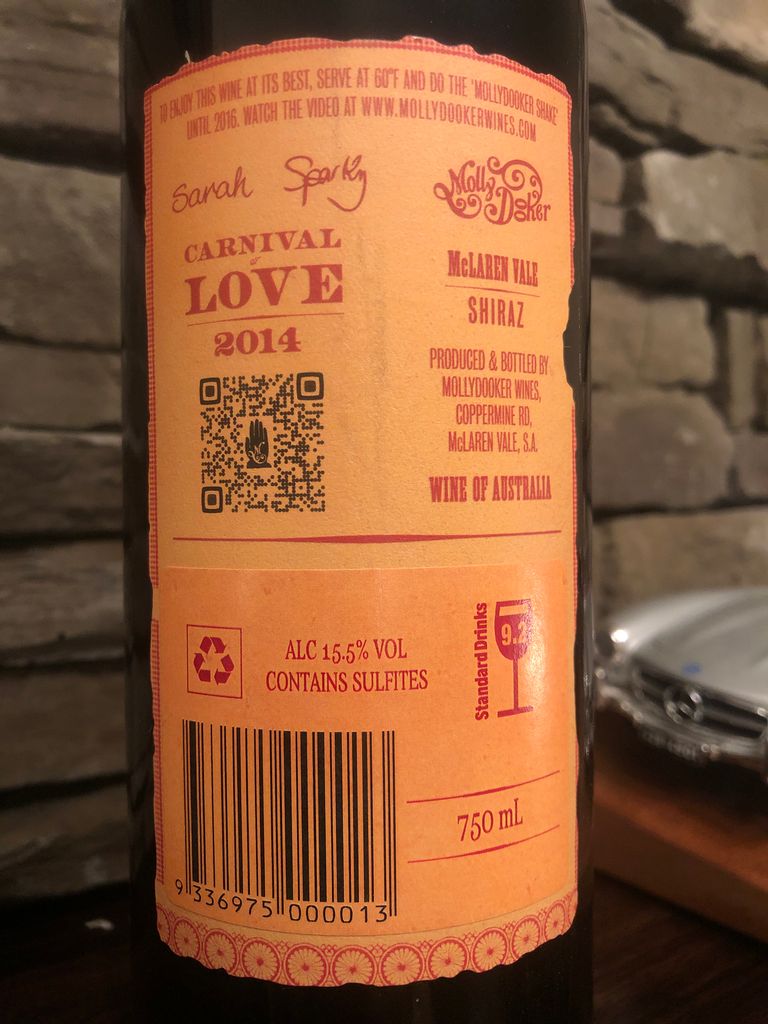 TO ENJOY THIS WINE AT ITS BEST, SERVE AT 60°F AND DO THE 'MOLLYDOOKER SHAKE'
UNTIL 2016. WATCH THE VIDEO AT WWW.MOLLYDOOKERWINES.COM
Sarah Sparky
Molly
Dooker
CARNIVAL
of
LOVE
2014
McLAREN VALE
SHIRAZ
PRODUCED & BOTTLED BY
MOLLYDOOKER WINES,
COPPERMINE RD,
McLAREN VALE, S.A.
WINE OF AUSTRALIA
ALC 15.5% VOL
CONTAINS SULFITES
Standard Drinks
9.2
750 mL
9 336975 000013